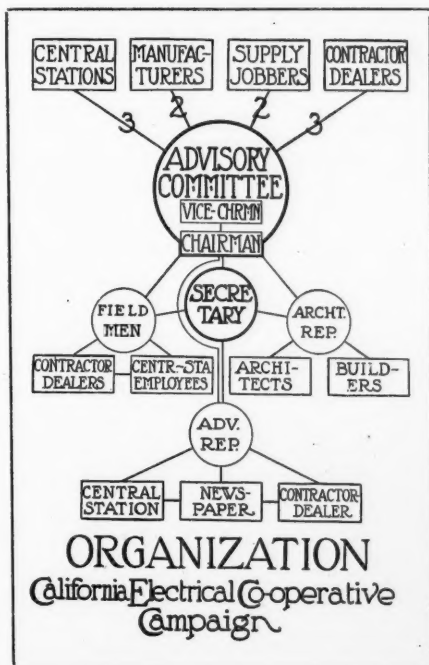 CENTRAL
STATIONS
MANUFAC-
TURERS
SUPPLY
JOBBERS
CONTRACTOR
DEALERS
3
2
2
3
ADVISORY
COMMITTEE
VICE-CHRMN
CHAIRMAN
SECRE
TARY
FIELD
MEN
ARCHT.
REP.
CONTRACTOR
DEALERS
CENTR-STA.
EMPLOYEES
ARCHI-
TECTS
BUILD-
ERS
ADV.
REP.
CENTRAL
STATION
NEWS-
PAPER
CONTRACTOR-
DEALER
ORGANIZATION
California Electrical Co-operative
Campaign